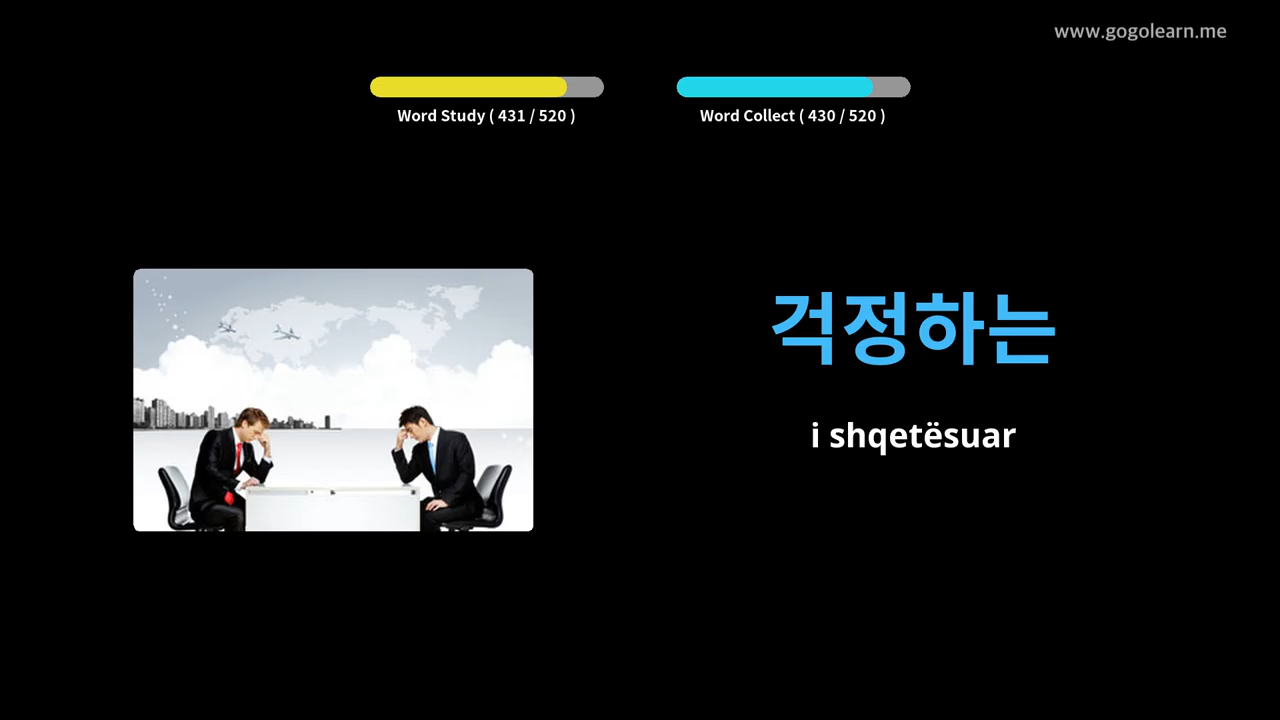 www.gogolearn.me
Word Study ( 431 / 520 )
Word Collect ( 430 / 520 )
걱정하는
i shqetësuar